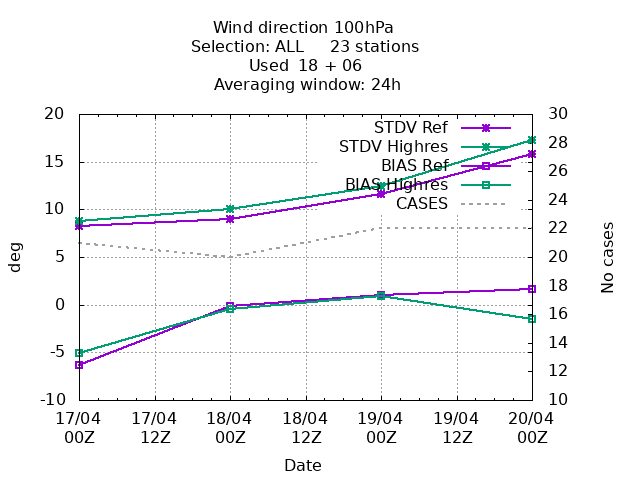 Wind direction 100hPa
Selection: ALL     23 stations
Used  18 + 06
Averaging window: 24h
20
15
10
5
0
-5
-10
deg
30
28
26
24
22
20
18
16
14
12
10
No cases
STDV Ref
STDV Highres
BIAS Ref
BIAS Highres
CASES
17/04 17/04 18/04 18/04 19/04 19/04 20/04
00Z 12Z 00Z 12Z 00Z 12Z 00Z
Date